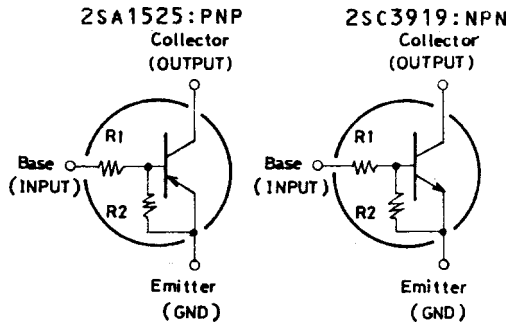 2SA1525:PNP
Collector
(OUTPUT)
R1
Base
(INPUT)
R2
Emitter
(GND)
2SC3919:NPN
Collector
(OUTPUT)
R1
Base
(INPUT)
R2
Emitter
(GND)